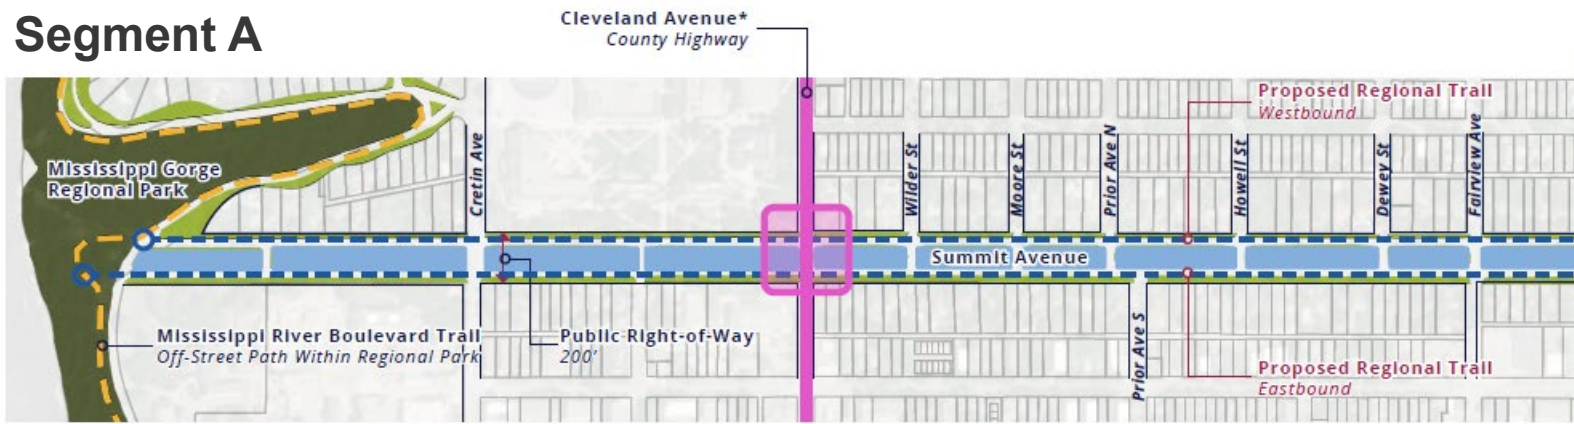 Segment A
Cleveland Avenue*
County Highway
Proposed Regional Trail
Westbound
Mississippi Gorge
Regional Park
Cretin Ave
Wilder St
Moore St
Prior Ave N
Howell St
Dewey St
Fairview Ave
Summit Avenue
Mississippi River Boulevard Trail
Off-Street Path Within Regional Park
Public Right-of-Way
200'
Prior Ave S
Proposed Regional Trail
Eastbound